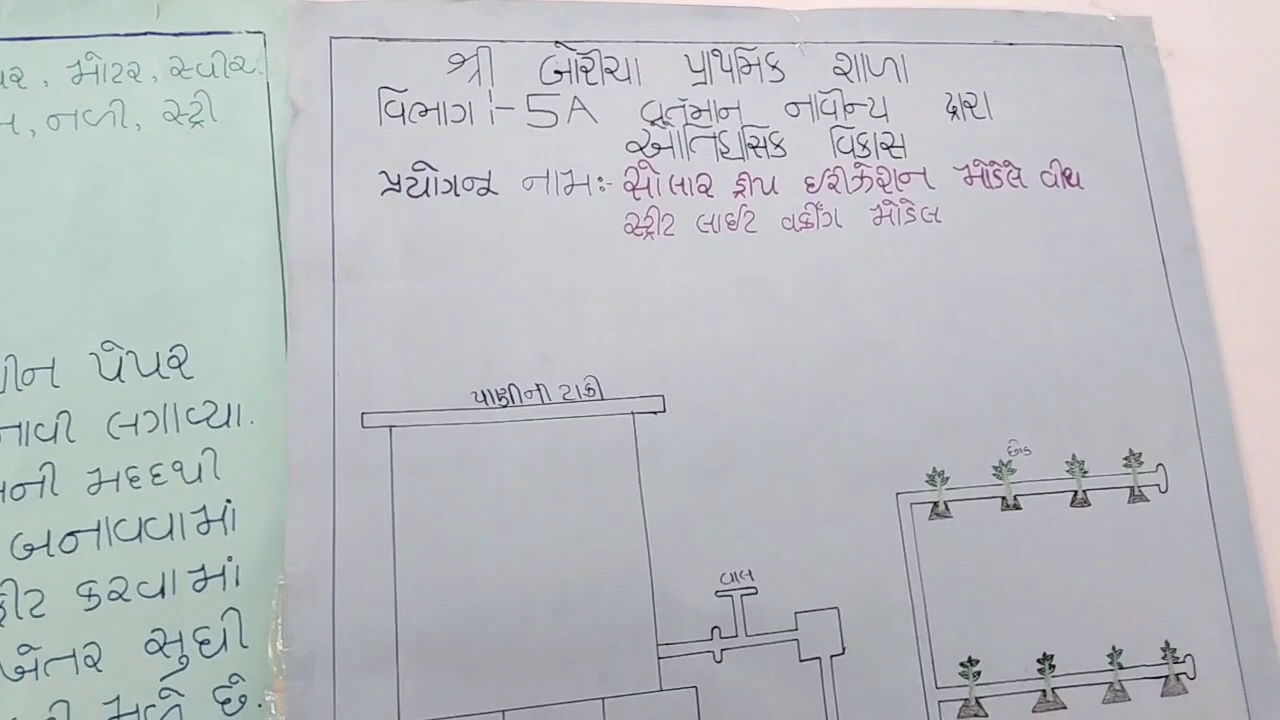 મોટર, સ્વીચ.
નળી, સ્ટ્રી
પેપર
લગાવ્યા.
મદદથી
બનાવવામાં
કરવામાં
ખેતર સુધી
મળે છે.
શ્રી બોરીચા પ્રાથમિક શાળા
વિભાગ :- 5A વૃતમાન નાવીન્ય દ્રારા
ઐતિહાસિક વિકાસ
પ્રયોગન્ન નામઃ- સોલાર ડ્રીપ ઇરીગેશન મોડેલ વીથ
સ્ટ્રીટ લાઈટ વર્કીંગ મોડેલ
પાણીની ટાકી
છોડ
વાલ